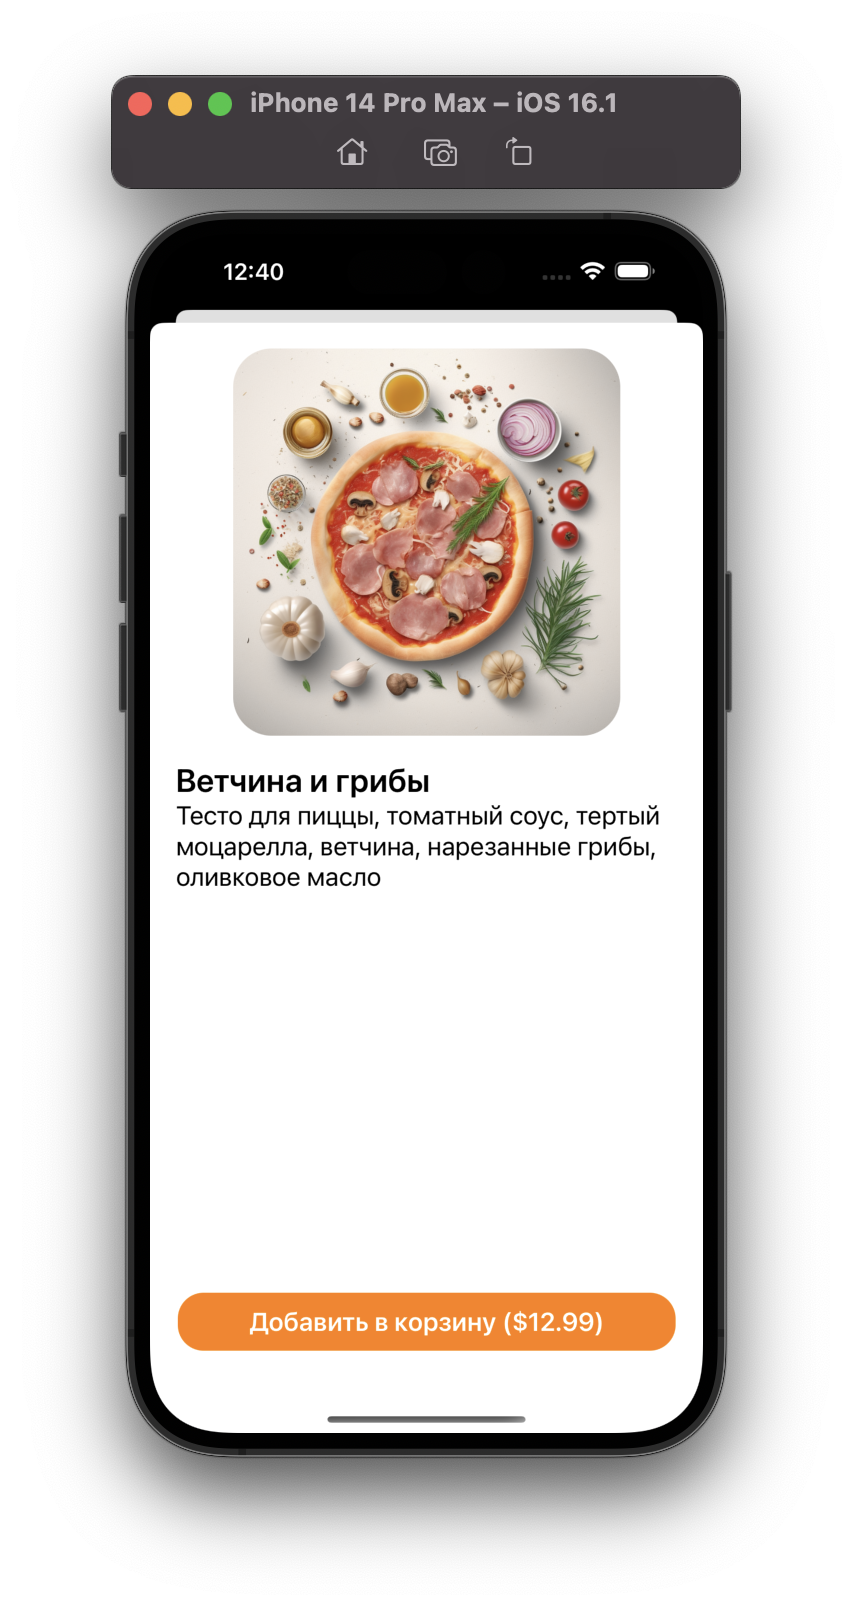 iPhone 14 Pro Max – iOS 16.1
12:40
Ветчина и грибы
Тесто для пиццы, томатный соус, тертый
моцарелла, ветчина, нарезанные грибы,
оливковое масло
Добавить в корзину ($12.99)